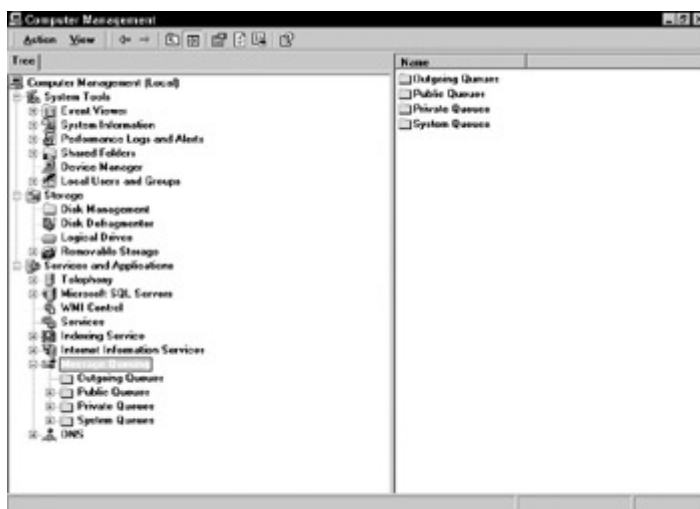 Computer Management
Action View
Tree
Name
Computer Management (Local)
System Tools
Event Viewer
System Information
Performance Logs and Alerts
Shared Folders
Device Manager
Local Users and Groups
Storage
Disk Management
Disk Defragmenter
Logical Drives
Removable Storage
Services and Applications
Telephony
Microsoft SQL Servers
WMI Control
Services
Indexing Service
Internet Information Services
Message Queuing
Outgoing Queues
Public Queues
Private Queues
System Queues
DNS
Outgoing Queues
Public Queues
Private Queues
System Queues